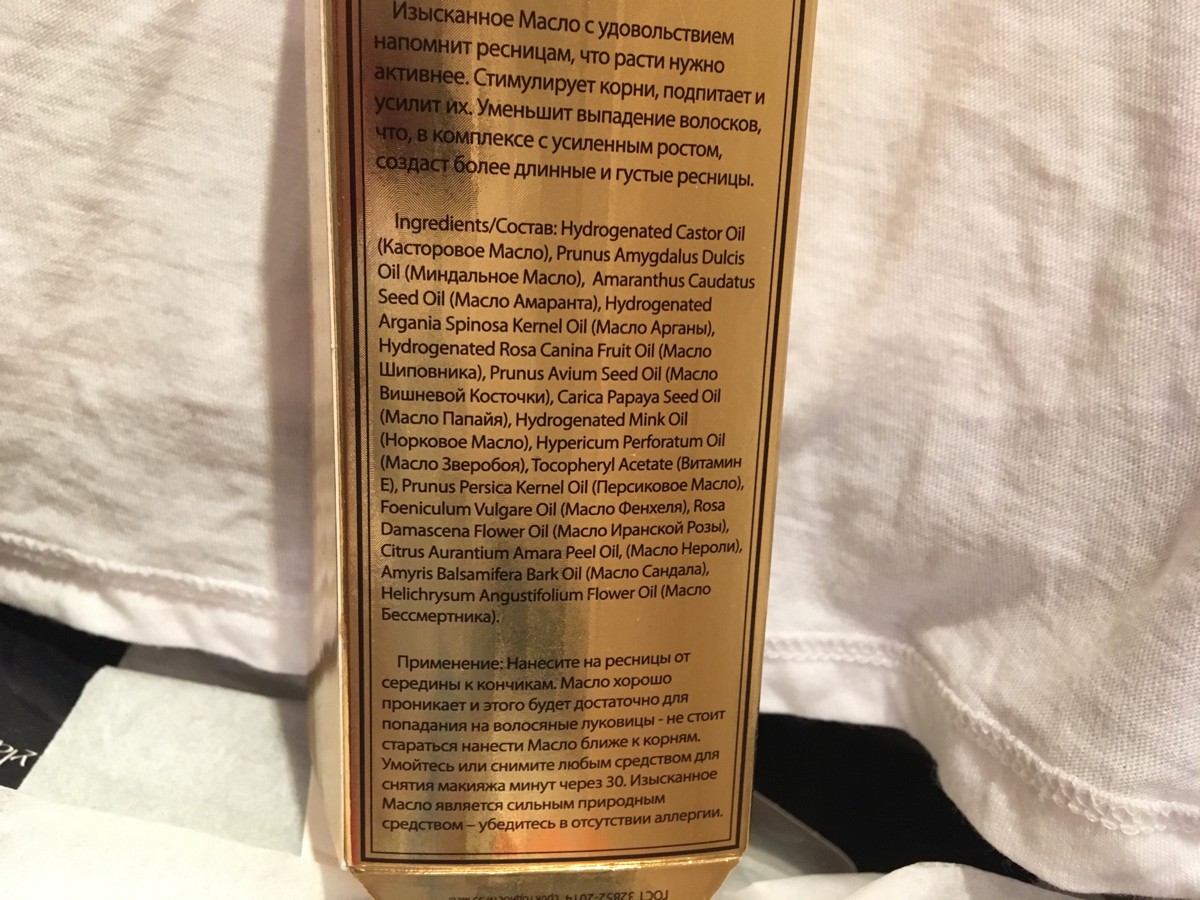 Изысканное Масло с удовольствием
напомнит ресницам, что расти нужно
активнее. Стимулирует корни, подпитает и
усилит их. Уменьшит выпадение волосков,
что, в комплексе с усиленным ростом,
создаст более длинные и густые ресницы.
Ingredients/Состав: Hydrogenated Castor Oil
(Касторовое Масло), Prunus Amygdalus Dulcis
Oil (Миндальное Масло), Amaranthus Caudatus
Seed Oil (Масло Амаранта), Hydrogenated
Argania Spinosa Kernel Oil (Масло Арганы),
Hydrogenated Rosa Canina Fruit Oil (Масло
Шиповника), Prunus Avium Seed Oil (Масло
Вишневой Косточки), Carica Papaya Seed Oil
(Масло Папайя), Hydrogenated Mink Oil
(Норковое Масло), Hypericum Perforatum Oil
(Масло Зверобоя), Tocopheryl Acetate (Витамин
Е), Prunus Persica Kernel Oil (Персиковое Масло),
Foeniculum Vulgare Oil (Масло Фенхеля), Rosa
Damascena Flower Oil (Масло Иранской Розы),
Citrus Aurantium Amara Peel Oil, (Масло Нероли),
Amyris Balsamifera Bark Oil (Масло Сандала),
Helichrysum Angustifolium Flower Oil (Масло
Бессмертника).
Применение: Нанесите на ресницы от
середины к кончикам. Масло хорошо
проникает и этого будет достаточно для
попадания на волосяные луковицы - не стоит
стараться нанести Масло ближе к корням.
Умойтесь или снимите любым средством для
снятия макияжа минут через 30. Изысканное
Масло является сильным природным
средством – убедитесь в отсутствии аллергии.
ГОСТ 32852-2014